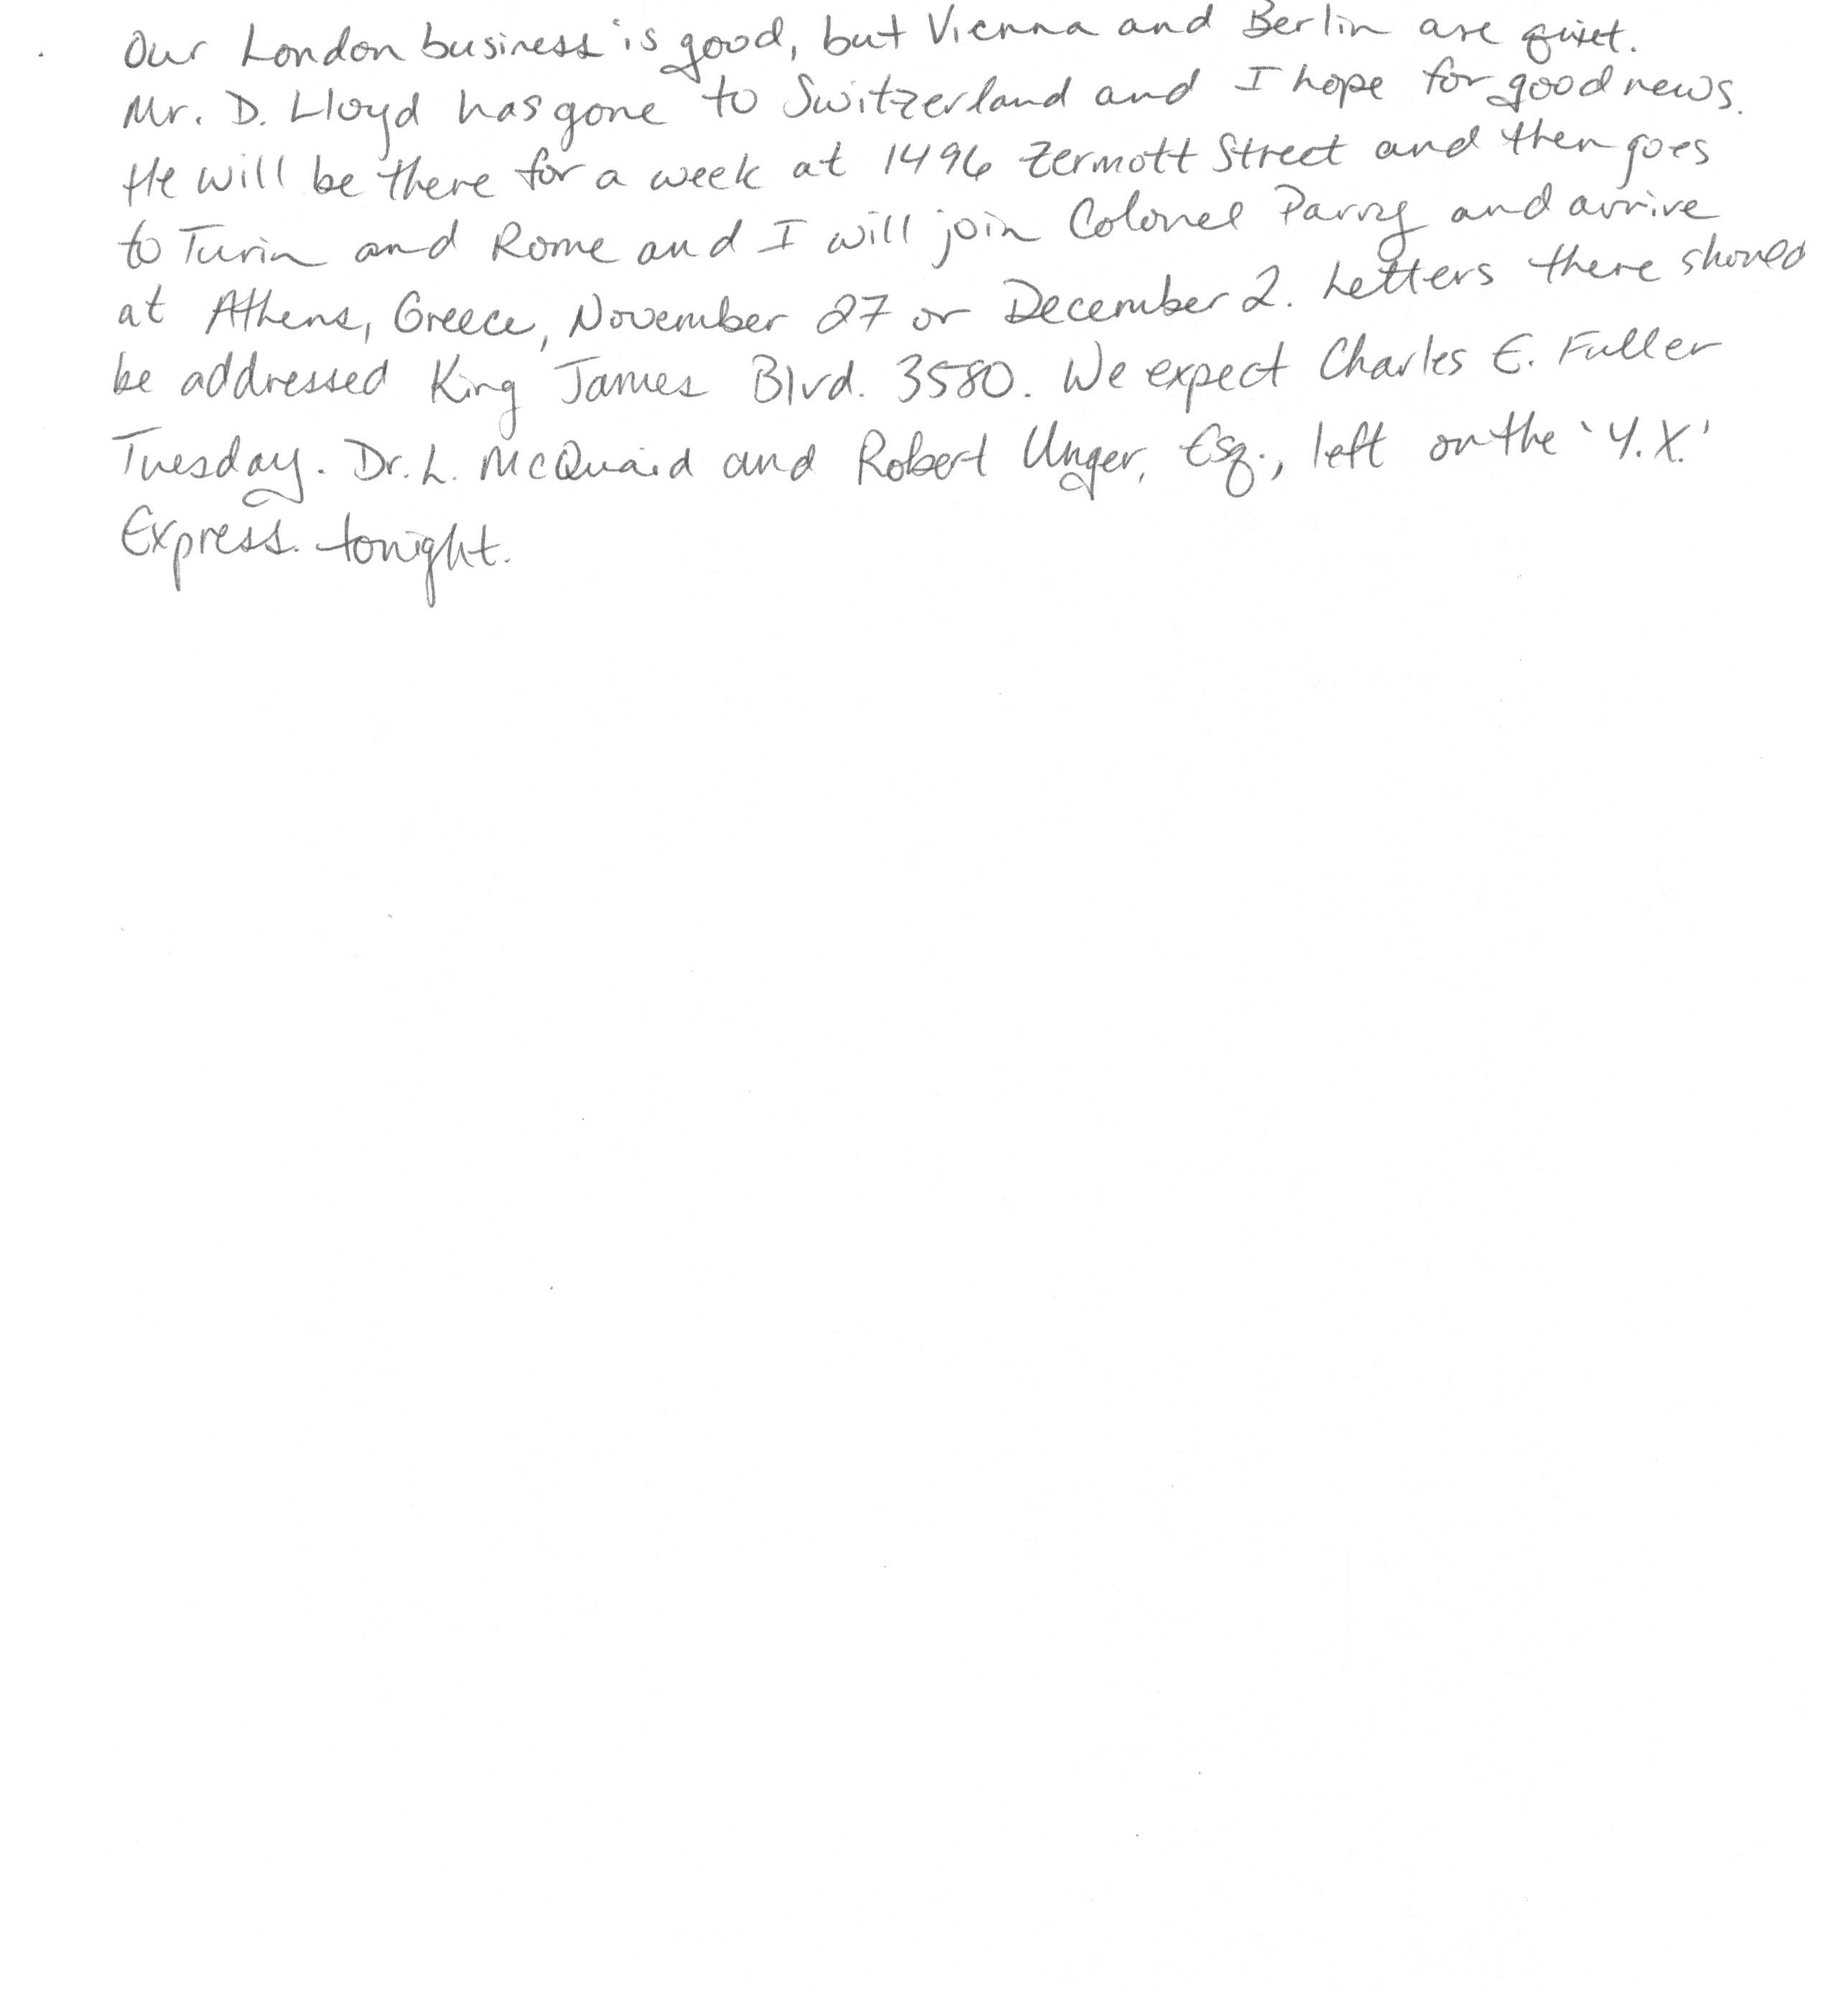 Our London business is good, but Vienna and Berlin are quiet.
Mr. D. Lloyd has gone to Switzerland and I hope for good news.
He will be there for a week at 1496 Zermott Street and then goes
to Turin and Rome and I will join Colonel Parry and arrive
at Athens, Greece, November 27 or December 2. Letters there should
be addressed King James Blvd. 3580. We expect Charles E. Fuller
Tuesday. Dr. L. McQuaid and Robert Unger, Esq., left on the 'Y.X.'
Express. tonight.